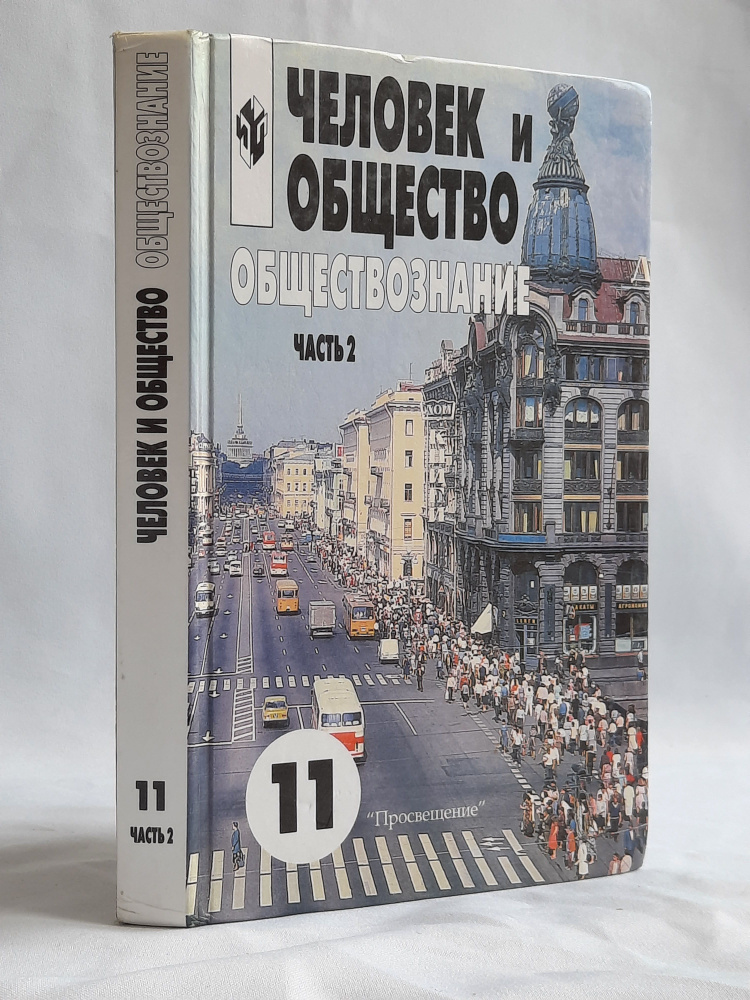 ЧЕЛОВЕК И ОБЩЕСТВО ОБЩЕСТВОЗНАНИЕ
11
ЧАСТЬ 2
ЧЕЛОВЕК И
ОБЩЕСТВО
ОБЩЕСТВОЗНАНИЕ
ЧАСТЬ 2
11
"Просвещение"